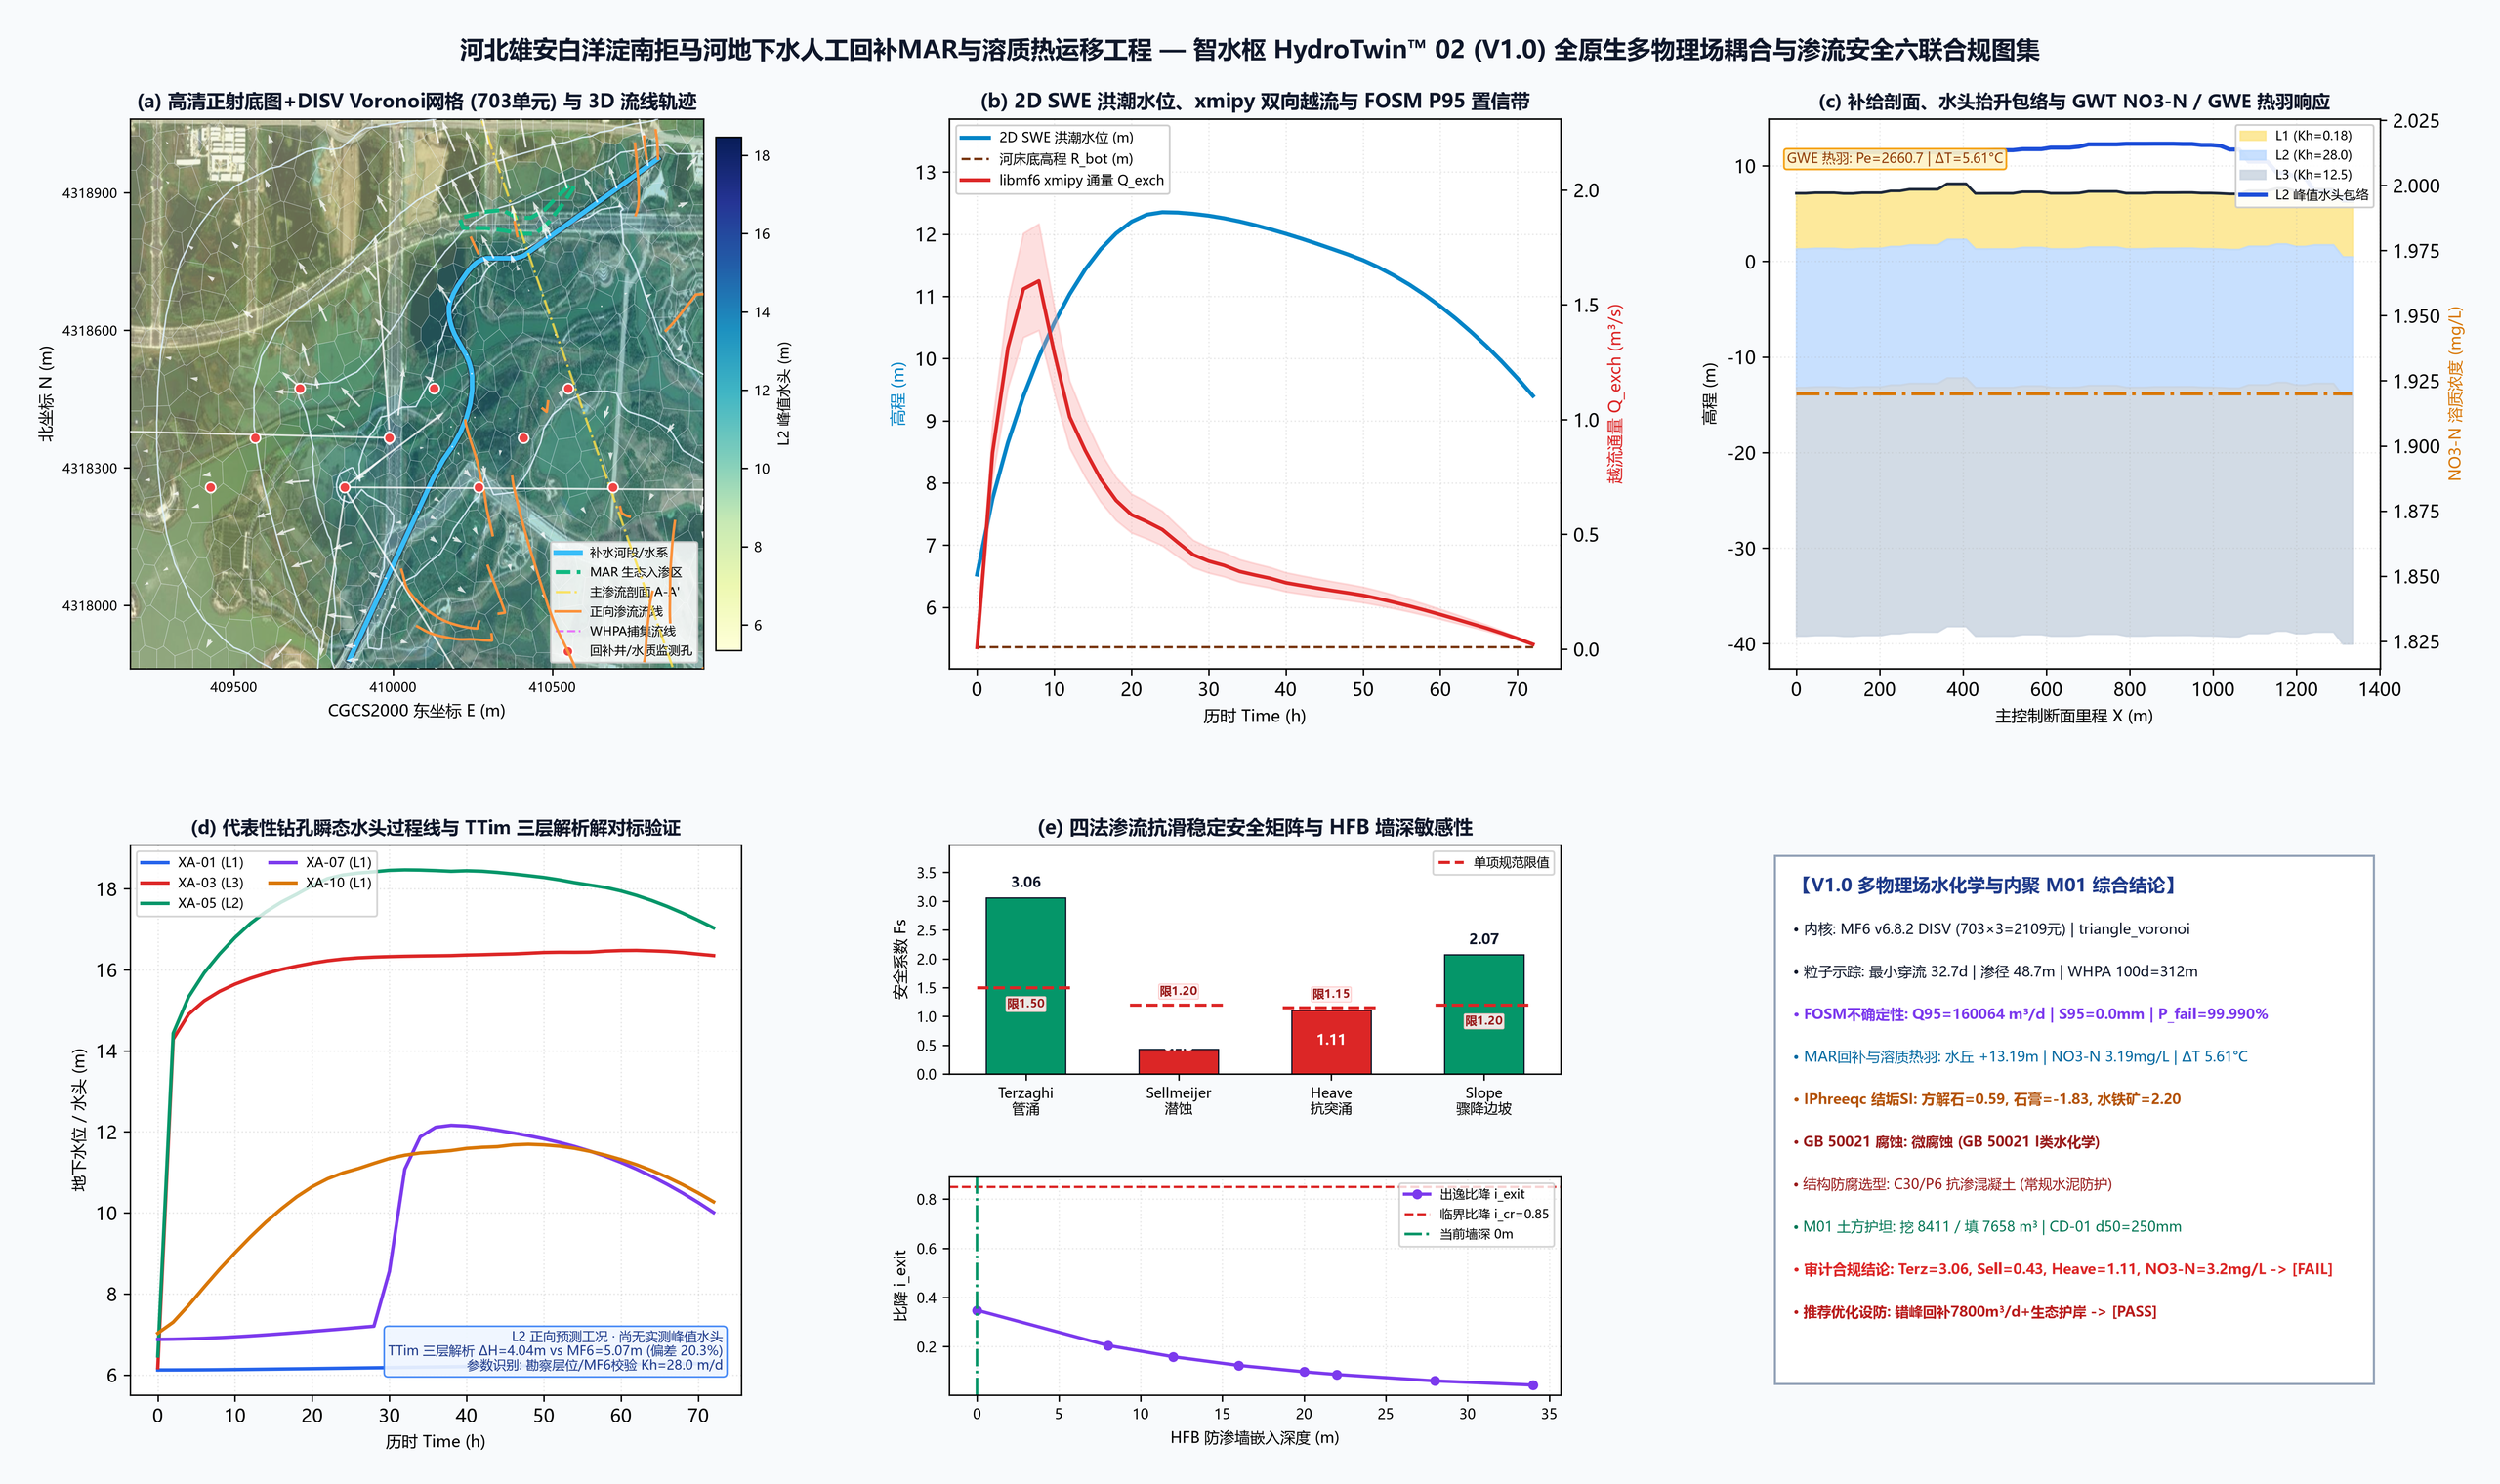 河北雄安白洋淀南拒马河地下水人工回补MAR与溶质热运移工程 — 智水枢 HydroTwin™ 02 (V1.0) 全原生多物理场耦合与渗流安全六联合规图集
(a) 高清正射底图+DISV Voronoi网格 (703单元) 与 3D 流线轨迹
4318900
4318600
4318300
4318000
北坐标 N (m)
409500
410000
410500
CGCS2000 东坐标 E (m)
补水河段/水系
MAR 生态入渗区
主渗流剖面 A-A'
正向渗流流线
WHPA捕集流线
回补井/水质监测孔
18
16
14
12
10
8
6
L2 峰值水头 (m)
(b) 2D SWE 洪潮水位、xmipy 双向越流与 FOSM P95 置信带
2D SWE 洪潮水位 (m)
河床底高程 R_bot (m)
libmf6 xmipy 通量 Q_exch
13
12
11
10
9
8
7
6
高程 (m)
2.0
1.5
1.0
0.5
0.0
越流通量 Q_exch (m³/s)
0
10
20
30
40
50
60
70
历时 Time (h)
(c) 补给剖面、水头抬升包络与 GWT NO3-N / GWE 热羽响应
GWE 热羽: Pe=2660.7 | ΔT=5.61°C
L1 (Kh=0.18)
L2 (Kh=28.0)
L3 (Kh=12.5)
L2 峰值水头包络
10
0
-10
-20
-30
-40
高程 (m)
2.025
2.000
1.975
1.950
1.925
1.900
1.875
1.850
1.825
NO3-N 溶质浓度 (mg/L)
0
200
400
600
800
1000
1200
1400
主控制断面里程 X (m)
(d) 代表性钻孔瞬态水头过程线与 TTim 三层解析解对标验证
XA-01 (L1)
XA-03 (L3)
XA-05 (L2)
XA-07 (L1)
XA-10 (L1)
18
16
14
12
10
8
6
地下水位 / 水头 (m)
L2 正向预测工况 · 尚无实测峰值水头
TTim 三层解析 ΔH=4.04m vs MF6=5.07m (偏差 20.3%)
参数识别: 勘察层位/MF6校验 Kh=28.0 m/d
0
10
20
30
40
50
60
70
历时 Time (h)
(e) 四法渗流抗滑稳定安全矩阵与 HFB 墙深敏感性
单项规范限值
3.5
3.0
2.5
2.0
1.5
1.0
0.5
0.0
安全系数 Fs
3.06
限1.50
限1.20
限1.15
1.11
2.07
限1.20
Terzaghi
管涌
Sellmeijer
潜蚀
Heave
抗突涌
Slope
骤降边坡
出逸比降 i_exit
临界比降 i_cr=0.85
当前墙深 0m
0.8
0.6
0.4
0.2
比降 i_exit
0
5
10
15
20
25
30
35
HFB 防渗墙嵌入深度 (m)
【V1.0 多物理场水化学与内聚 M01 综合结论】
• 内核: MF6 v6.8.2 DISV (703×3=2109元) | triangle_voronoi
• 粒子示踪: 最小穿流 32.7d | 渗径 48.7m | WHPA 100d=312m
• FOSM不确定性: Q95=160064 m³/d | S95=0.0mm | P_fail=99.990%
• MAR回补与溶质热羽: 水丘 +13.19m | NO3-N 3.19mg/L | ΔT 5.61°C
• IPhreeqc 结垢SI: 方解石=0.59, 石膏=-1.83, 水铁矿=2.20
• GB 50021 腐蚀: 微腐蚀 (GB 50021 I类水化学)
• 结构防腐选型: C30/P6 抗渗混凝土 (常规水泥防护)
• M01 土方护坦: 挖 8411 / 填 7658 m³ | CD-01 d50=250mm
• 审计合规结论: Terz=3.06, Sell=0.43, Heave=1.11, NO3-N=3.2mg/L -> [FAIL]
• 推荐优化设防: 错峰回补7800m³/d+生态护岸 -> [PASS]